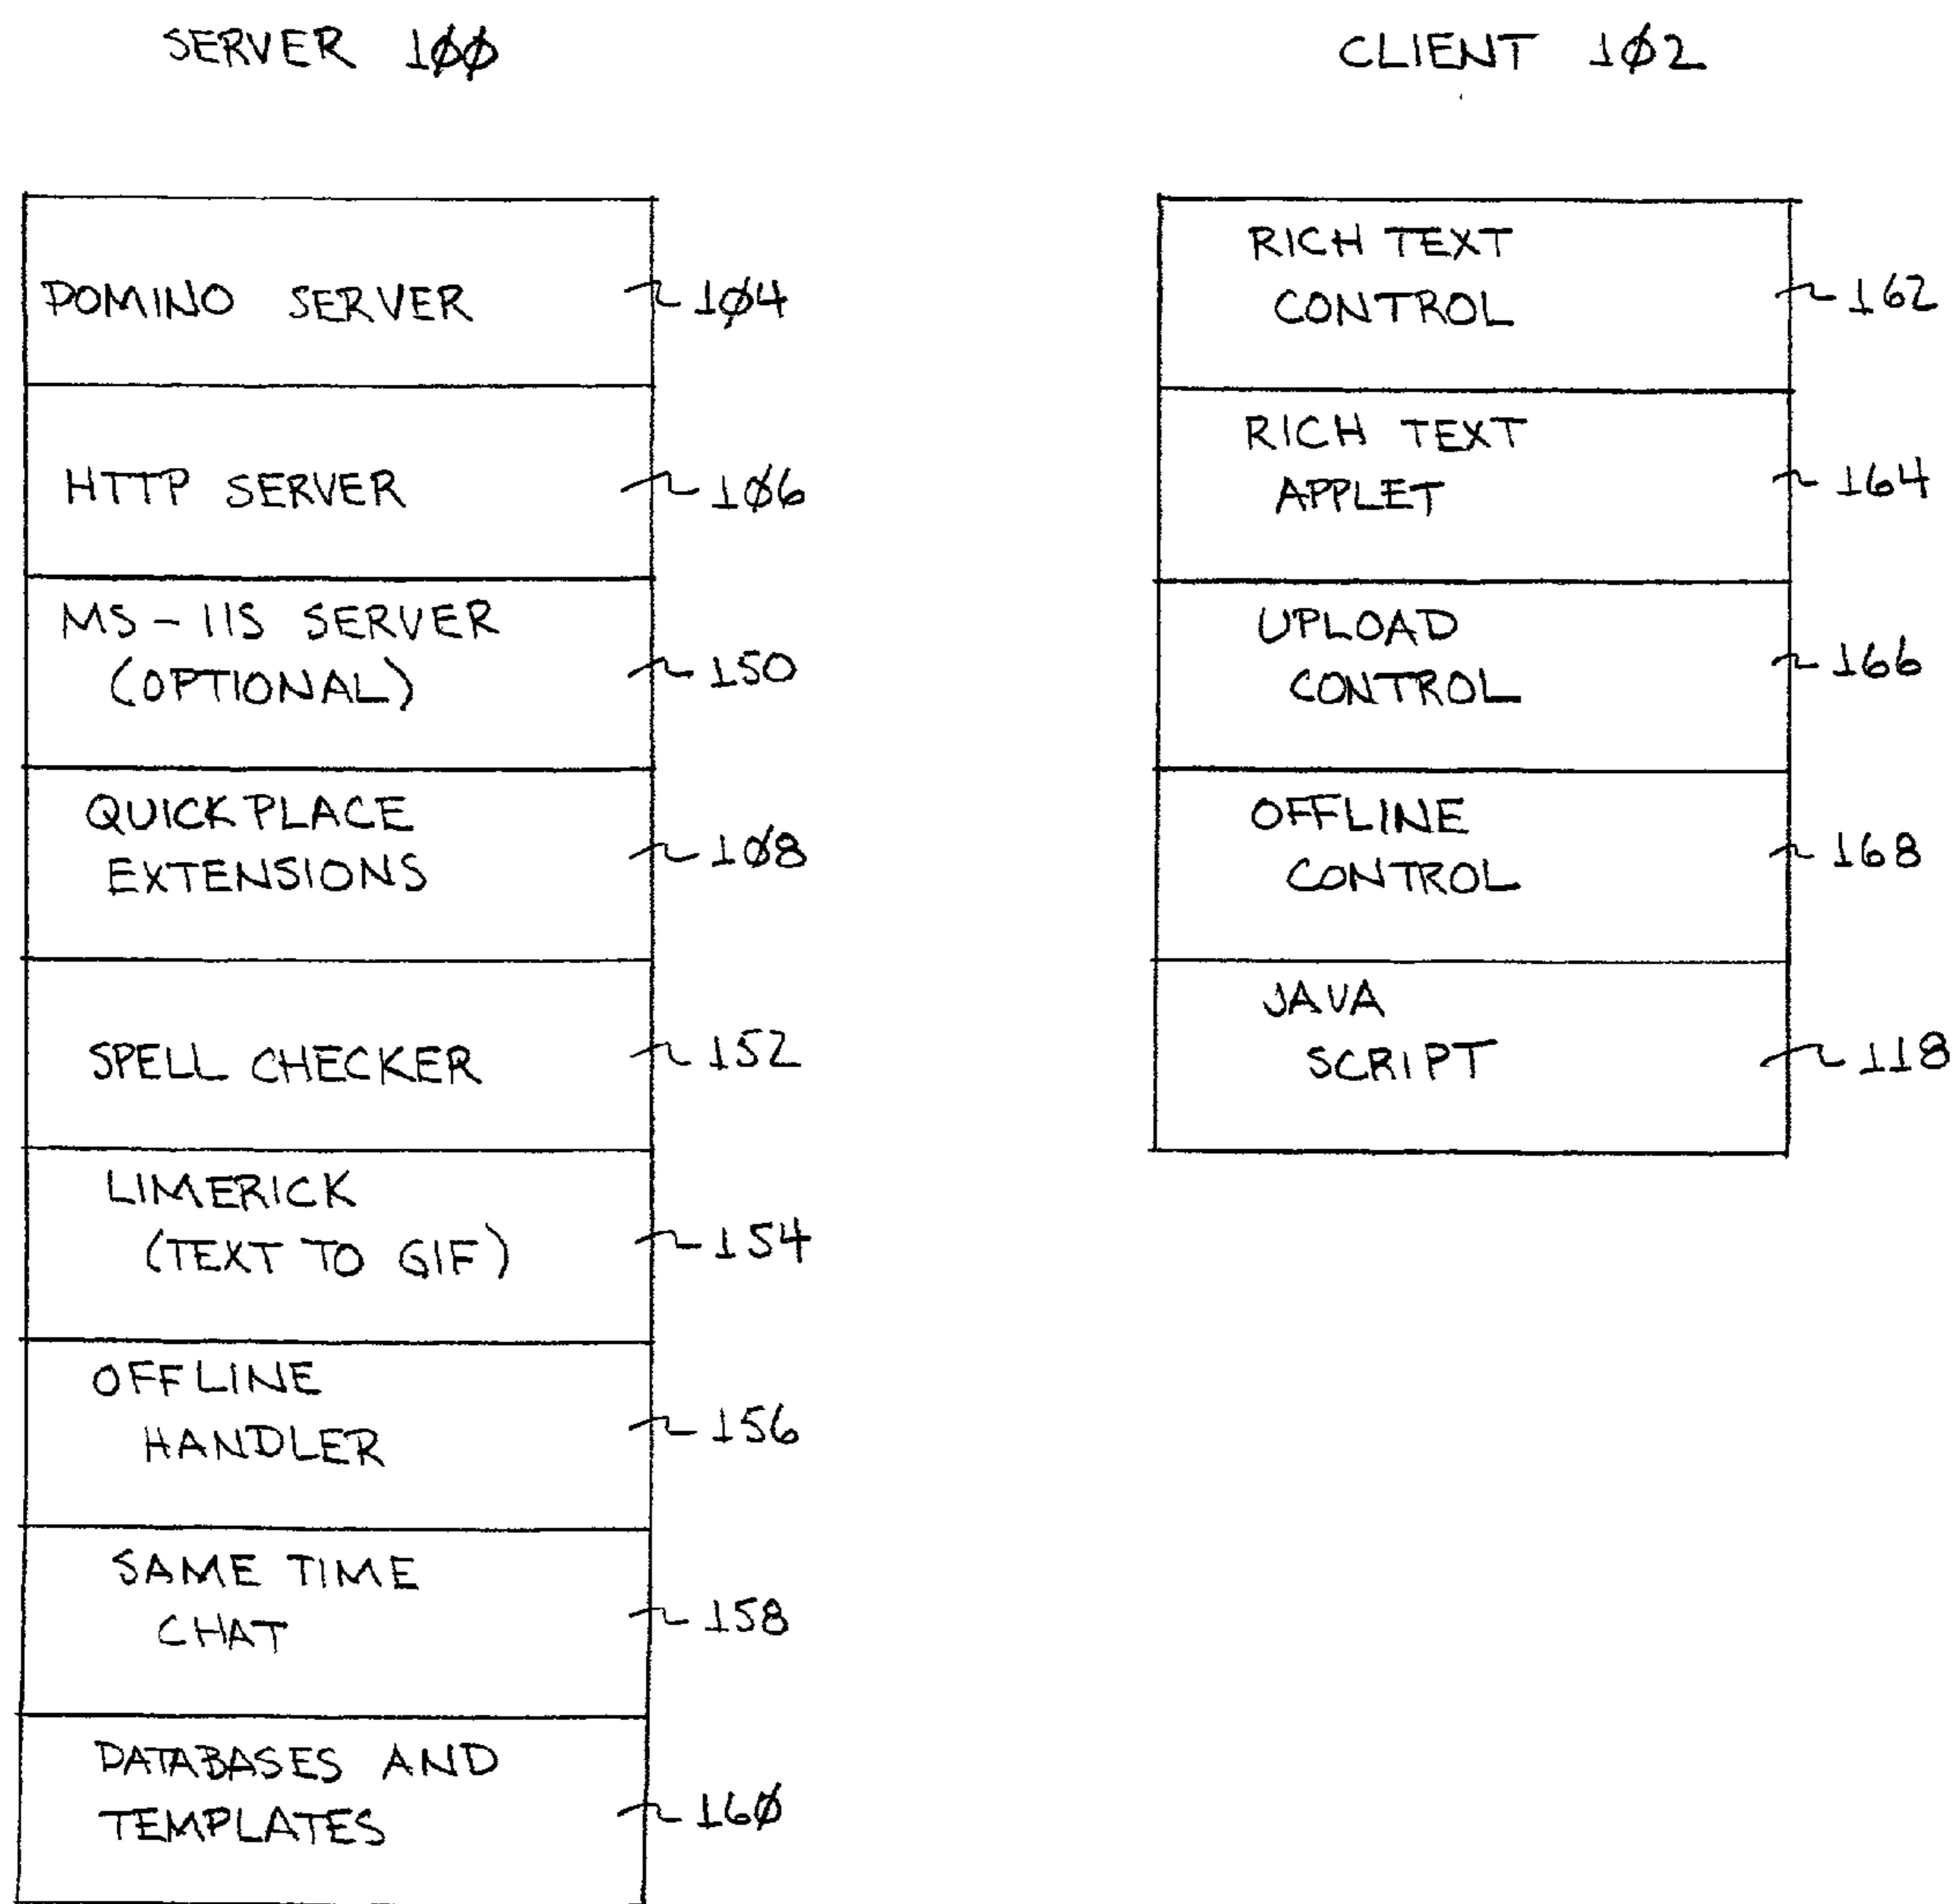 SERVER 100
DOMINO SERVER
104
HTTP SERVER
106
MS-IIS SERVER
(OPTIONAL)
150
QUICKPLACE
EXTENSIONS
108
SPELL CHECKER
152
LIMERICK
(TEXT TO GIF)
154
OFFLINE
HANDLER
156
SAME TIME
CHAT
158
DATABASES AND
TEMPLATES
160
CLIENT 102
RICH TEXT
CONTROL
162
RICH TEXT
APPLET
164
UPLOAD
CONTROL
166
OFFLINE
CONTROL
168
JAVA
SCRIPT
118